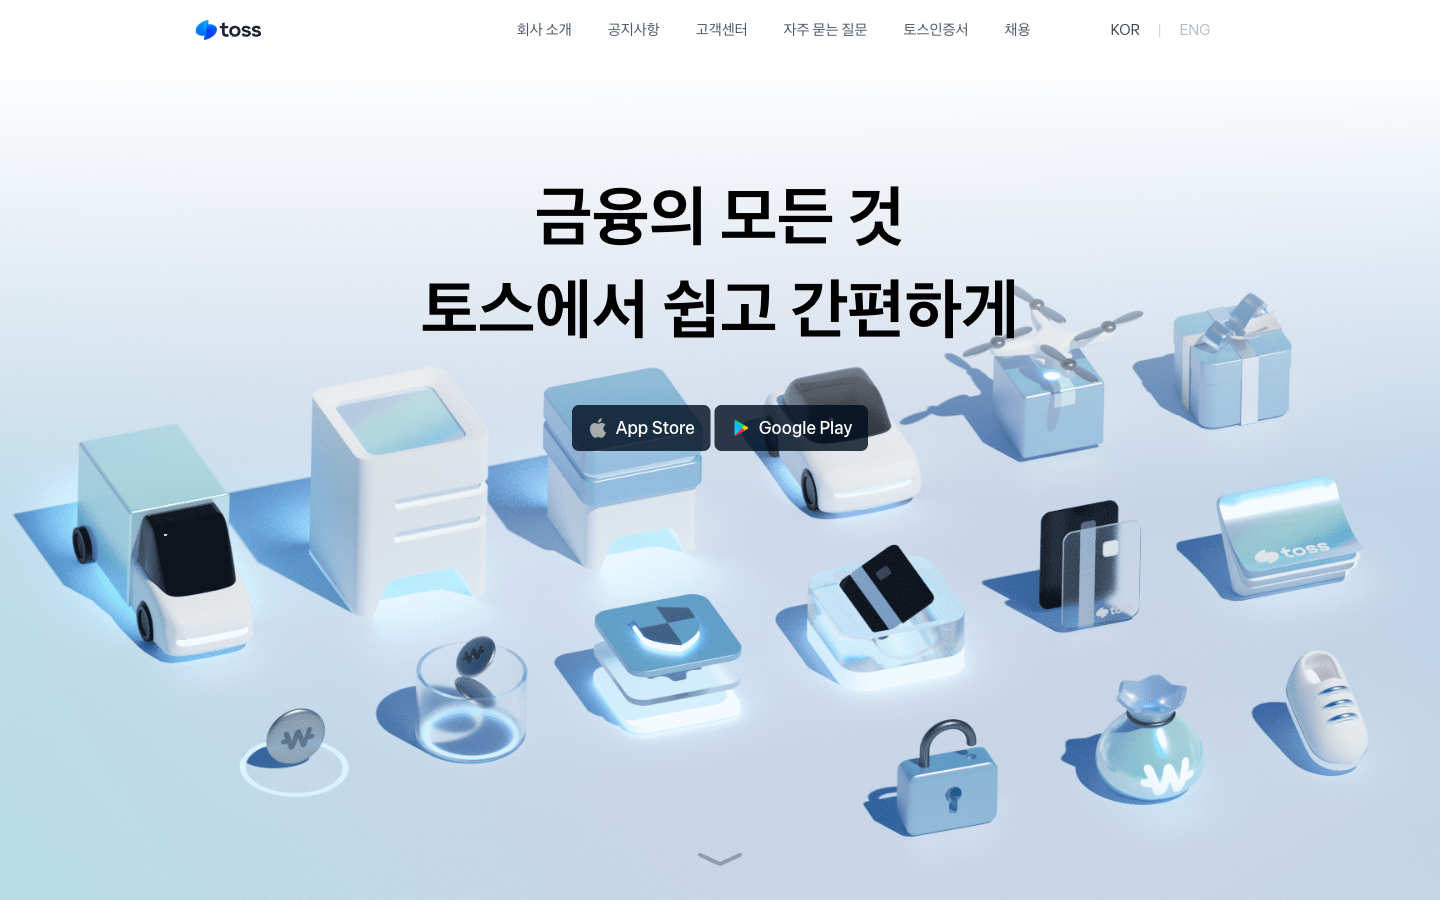 toss
회사 소개
공지사항
고객센터
자주 묻는 질문
토스인증서
채용
KOR | ENG
금융의 모든 것
토스에서 쉽고 간편하게
App Store
Google Play
toss